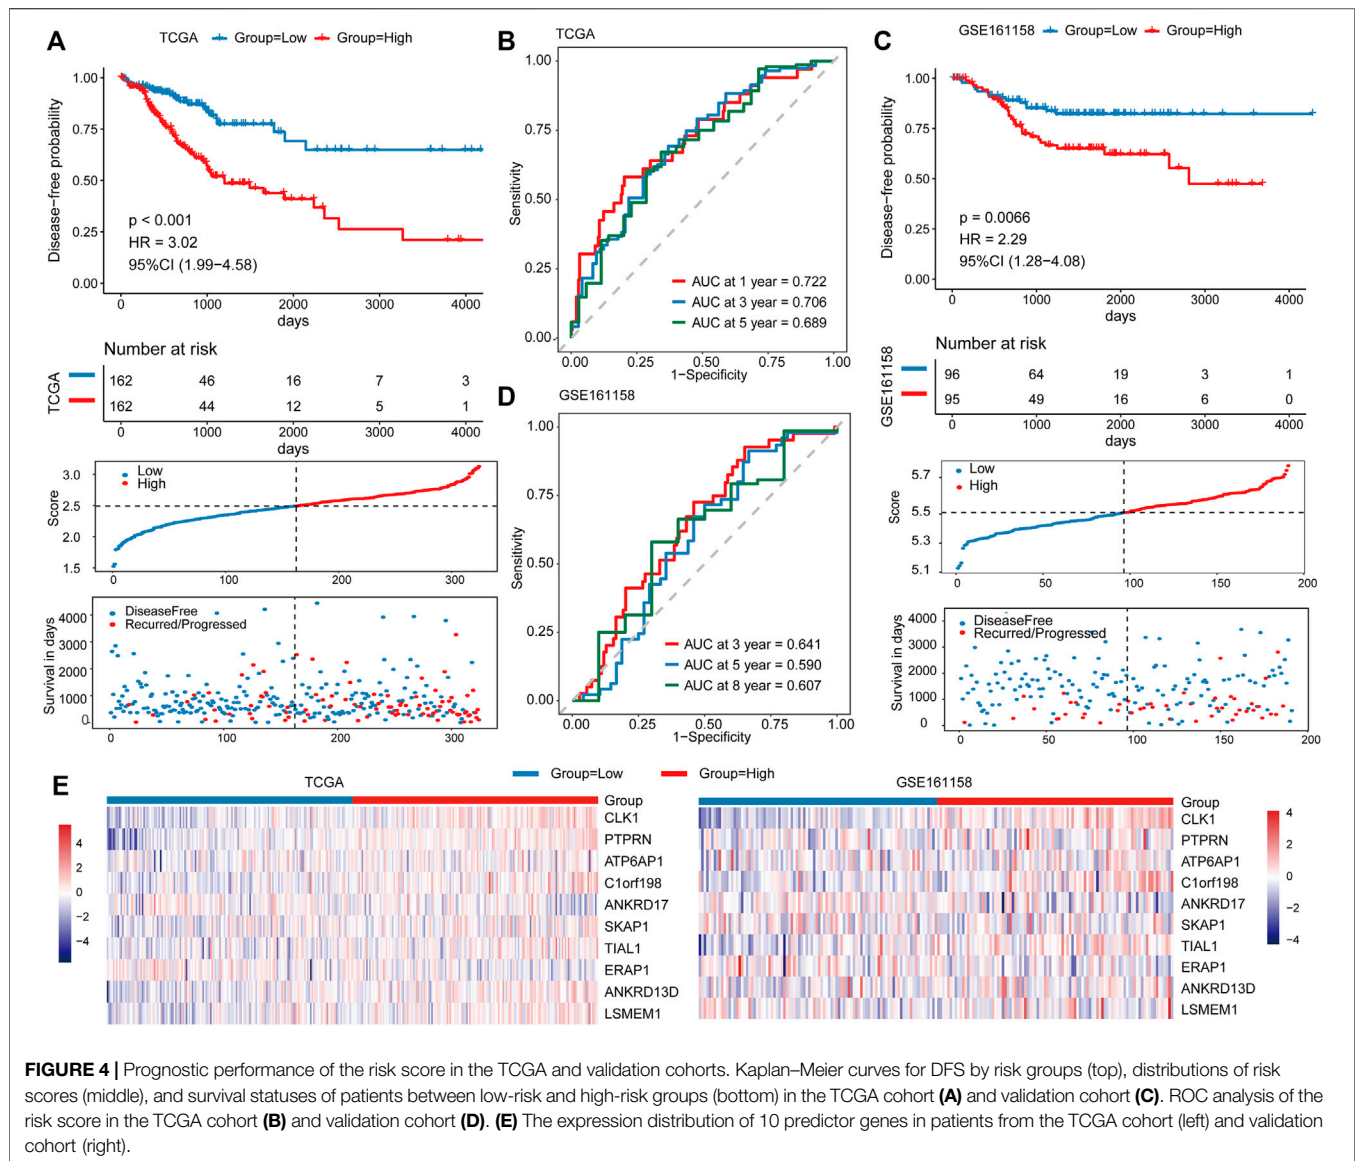 A
TCGA Group=Low Group=High
Disease−free probability
1.00
0.75
0.50
0.25
0.00
p < 0.001
HR = 3.02
95%CI (1.99−4.58)
0 1000 2000 3000 4000
days
Number at risk
TCGA
162 46 16 7 3
162 44 12 5 1
0 1000 2000 3000 4000
days
Score
3.0
2.5
2.0
1.5
Low
High
0 100 200 300
Survival in days
4000
3000
2000
1000
0
DiseaseFree
Recurred/Progressed
0 100 200 300
B
TCGA
Sensitivity
1.00
0.75
0.50
0.25
0.00
AUC at 1 year = 0.722
AUC at 3 year = 0.706
AUC at 5 year = 0.689
0.00 0.25 0.50 0.75 1.00
1−Specificity
D
GSE161158
Sensitivity
1.00
0.75
0.50
0.25
0.00
AUC at 3 year = 0.641
AUC at 5 year = 0.590
AUC at 8 year = 0.607
0.00 0.25 0.50 0.75 1.00
1−Specificity
C
GSE161158 Group=Low Group=High
Disease−free probability
1.00
0.75
0.50
0.25
0.00
p = 0.0066
HR = 2.29
95%CI (1.28−4.08)
0 1000 2000 3000 4000
days
Number at risk
GSE161158
96 64 19 3 1
95 49 16 6 0
0 1000 2000 3000 4000
days
Score
5.7
5.5
5.3
5.1
Low
High
0 50 100 150 200
Survival in days
4000
3000
2000
1000
0
DiseaseFree
Recurred/Progressed
0 50 100 150 200
E
Group=Low Group=High
TCGA
4
2
0
−2
−4
Group
CLK1
PTPRN
ATP6AP1
C1orf198
ANKRD17
SKAP1
TIAL1
ERAP1
ANKRD13D
LSMEM1
GSE161158
Group
CLK1
PTPRN
ATP6AP1
C1orf198
ANKRD17
SKAP1
TIAL1
ERAP1
ANKRD13D
LSMEM1
4
2
0
−2
−4
FIGURE 4 | Prognostic performance of the risk score in the TCGA and validation cohorts. Kaplan–Meier curves for DFS by risk groups (top), distributions of risk
scores (middle), and survival statuses of patients between low-risk and high-risk groups (bottom) in the TCGA cohort (A) and validation cohort (C). ROC analysis of the
risk score in the TCGA cohort (B) and validation cohort (D). (E) The expression distribution of 10 predictor genes in patients from the TCGA cohort (left) and validation
cohort (right).